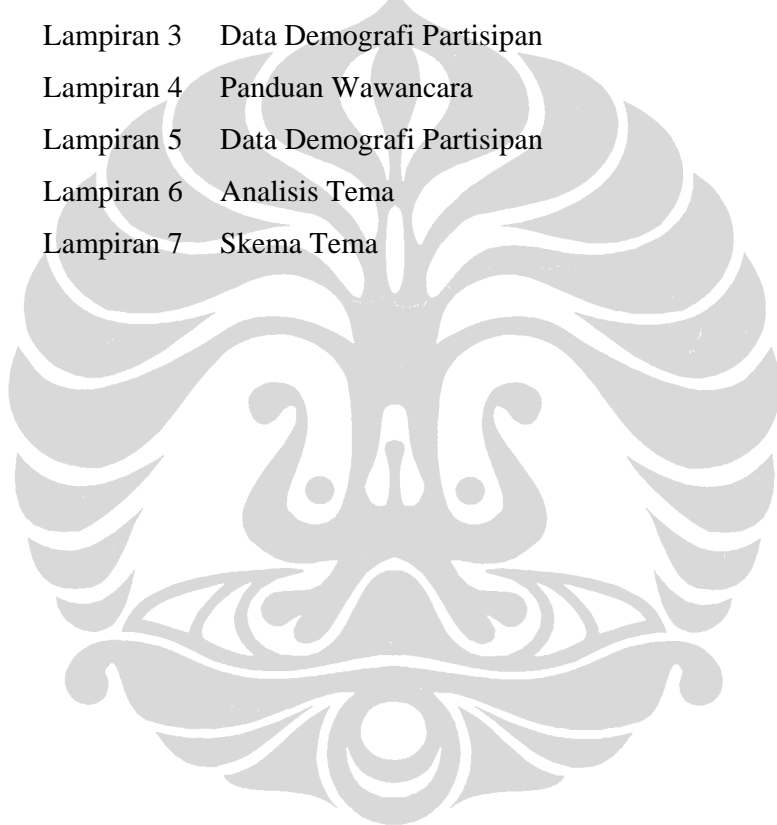 Lampiran 3 Data Demografi Partisipan
Lampiran 4 Panduan Wawancara
Lampiran 5 Data Demografi Partisipan
Lampiran 6 Analisis Tema
Lampiran 7 Skema Tema